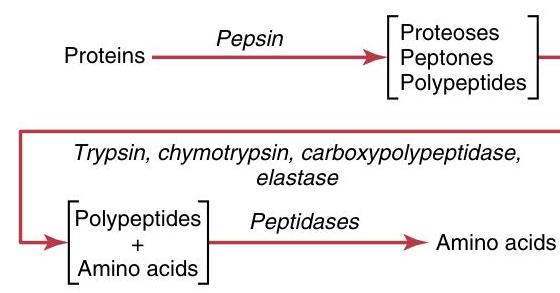 Proteins
Pepsin
Proteoses
Peptones
Polypeptides
Trypsin, chymotrypsin, carboxypolypeptidase,
elastase
Polypeptides
+
Amino acids
Peptidases
Amino acids